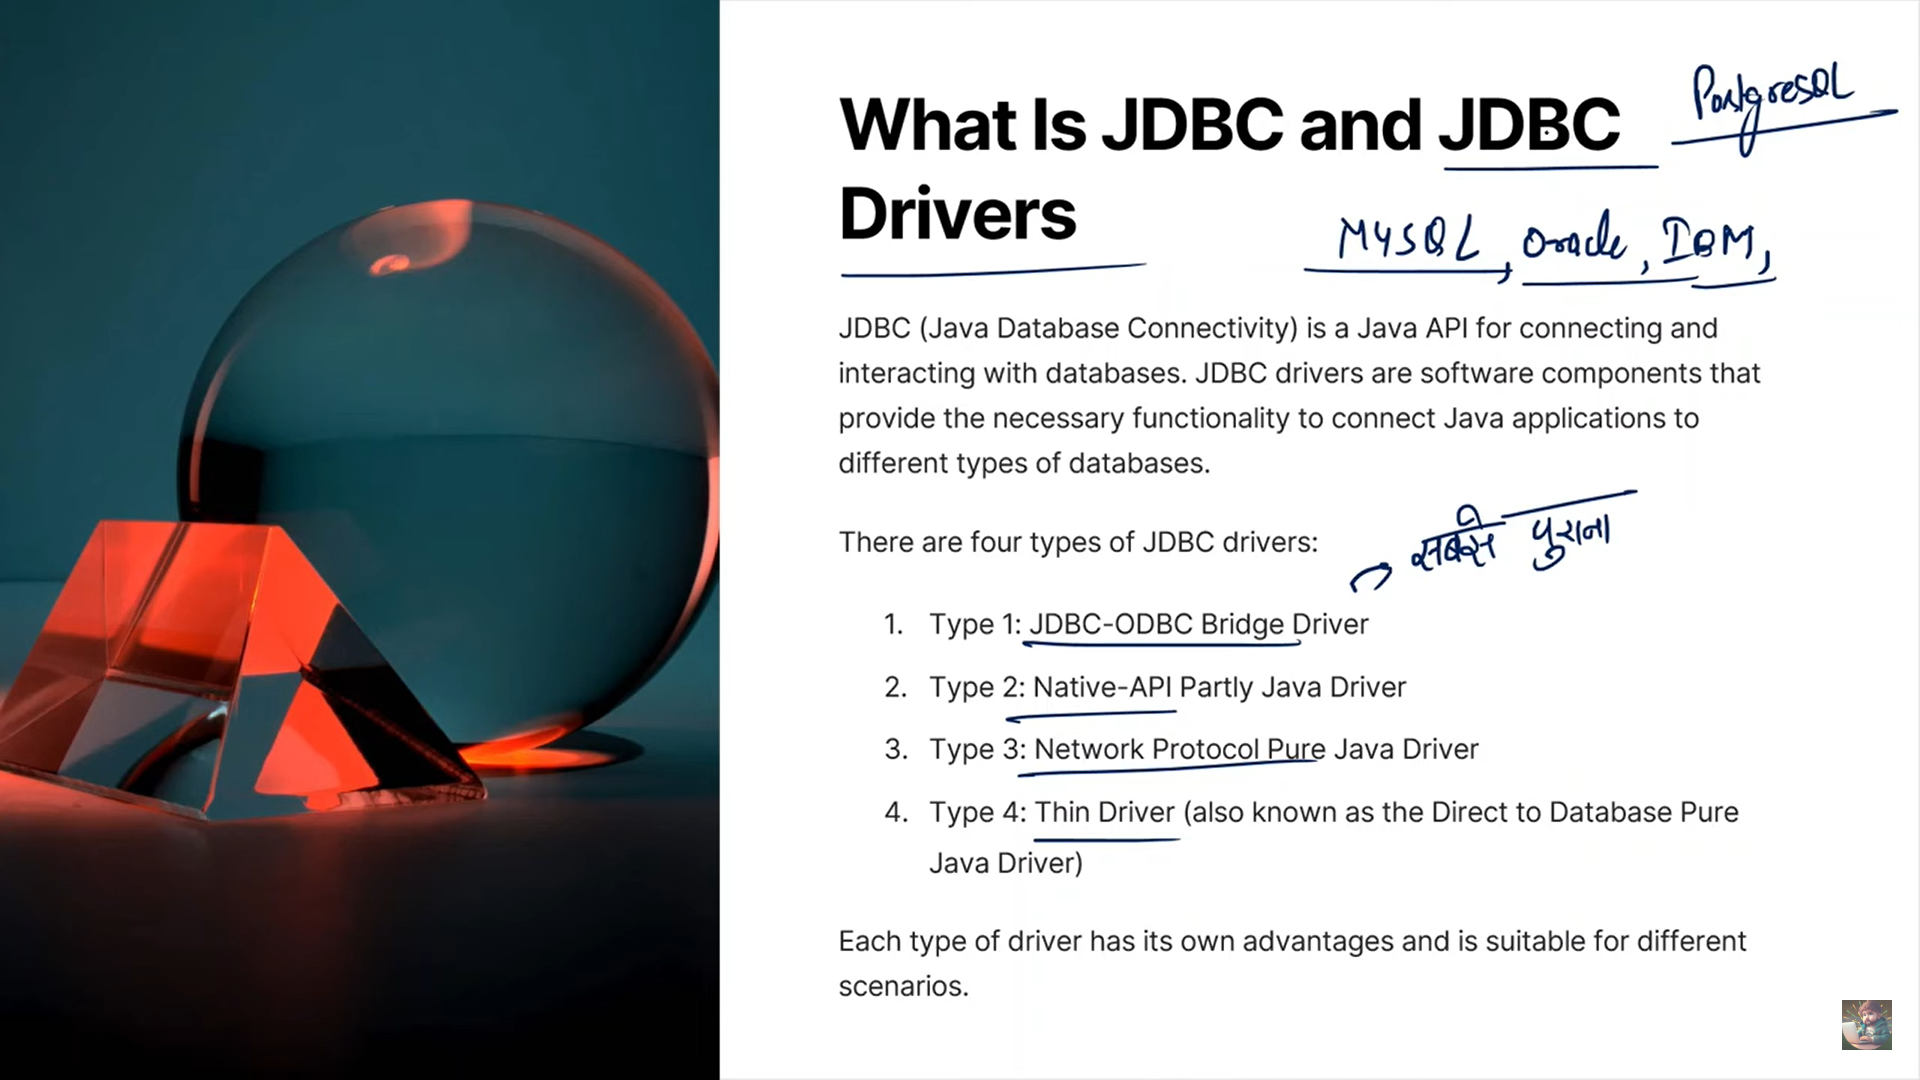 What Is JDBC and JDBC PostgreSQL
Drivers
MYSQL, Oracle, IBM,
JDBC (Java Database Connectivity) is a Java API for connecting and
interacting with databases. JDBC drivers are software components that
provide the necessary functionality to connect Java applications to
different types of databases.
There are four types of JDBC drivers:
सबसे पुराना
1. Type 1: JDBC-ODBC Bridge Driver
2. Type 2: Native-API Partly Java Driver
3. Type 3: Network Protocol Pure Java Driver
4. Type 4: Thin Driver (also known as the Direct to Database Pure
Java Driver)
Each type of driver has its own advantages and is suitable for different
scenarios.